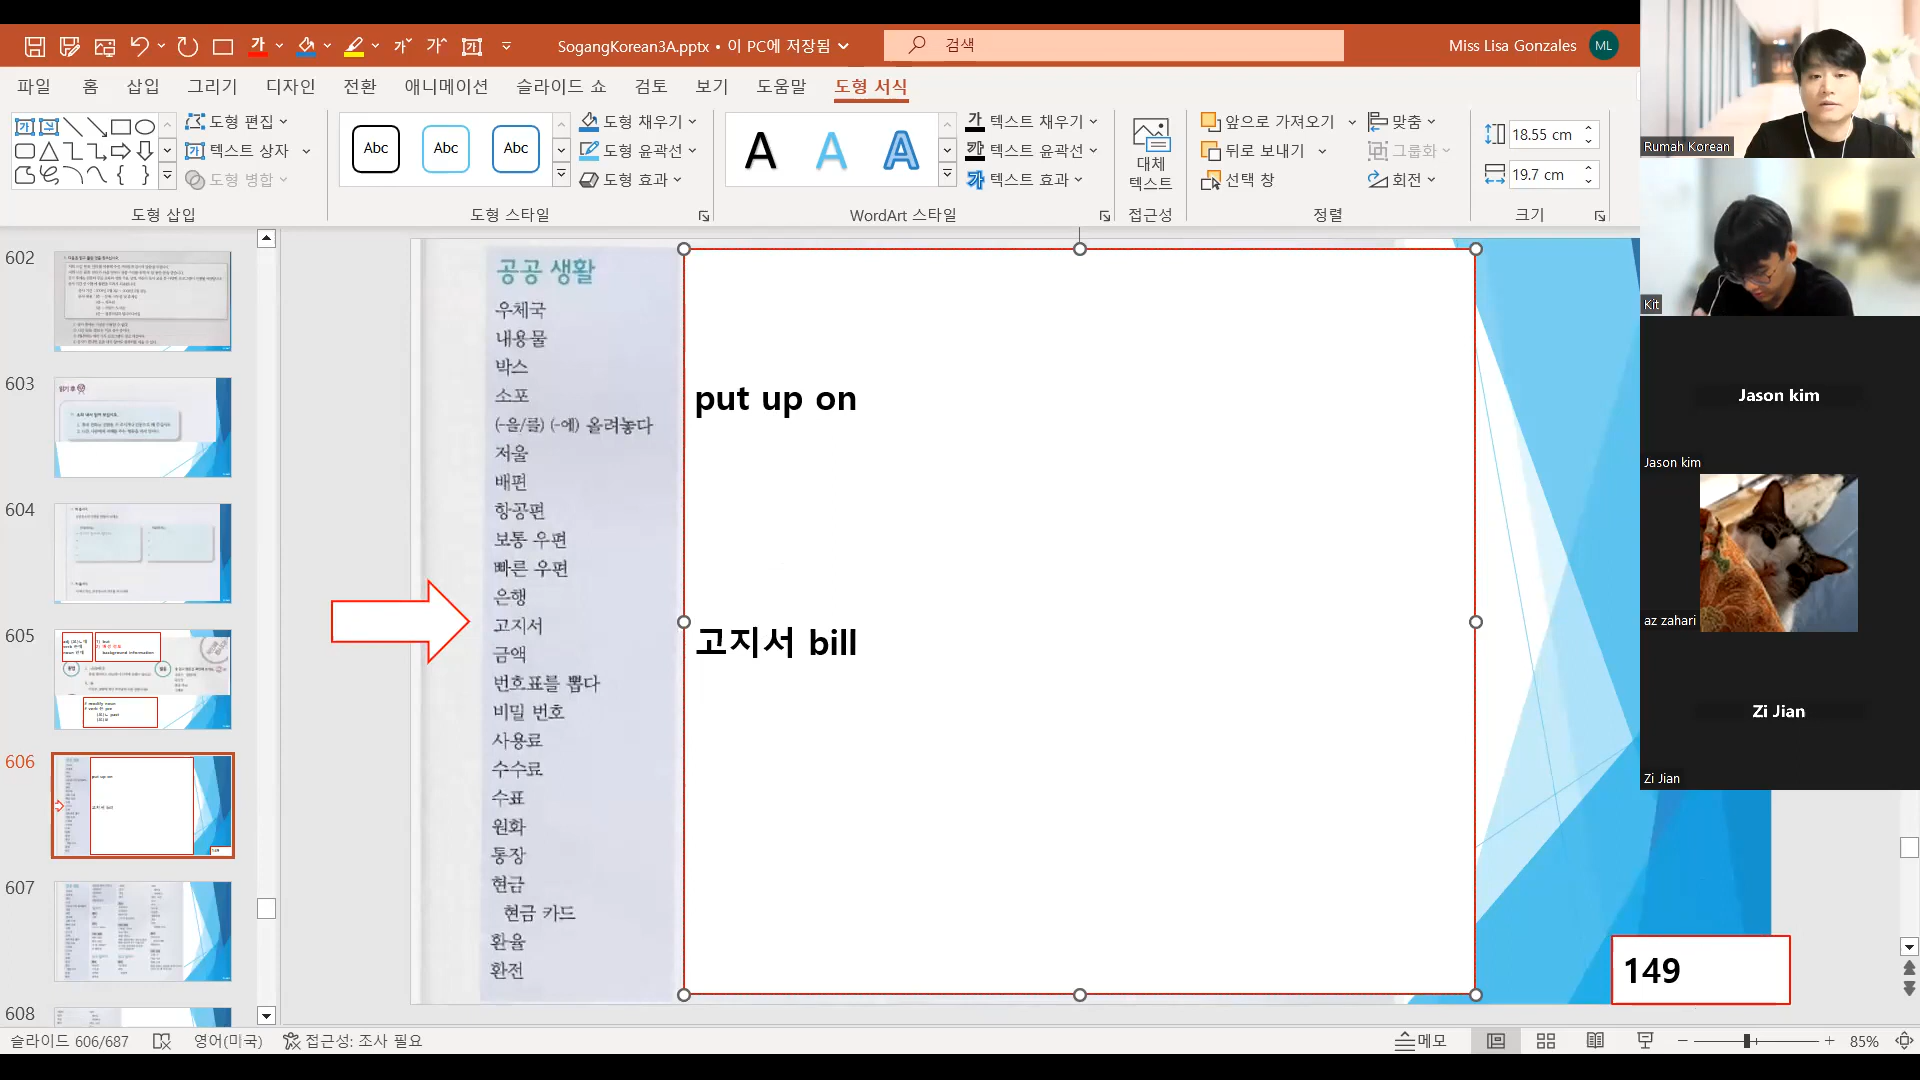 SogangKorean3A.pptx • 이 PC에 저장됨
검색
Miss Lisa Gonzales
ML
파일 홈 삽입 그리기 디자인 전환 애니메이션 슬라이드 쇼 검토 보기 도움말 도형 서식
도형 편집
텍스트 상자
도형 병합
도형 삽입
Abc Abc Abc
도형 채우기
도형 윤곽선
도형 효과
도형 스타일
A A A
텍스트 채우기
텍스트 윤곽선
텍스트 효과
WordArt 스타일
대체
텍스트
접근성
앞으로 가져오기
뒤로 보내기
선택 창
맞춤
그룹화
회전
정렬
18.55 cm
19.7 cm
크기
602
603
604
605
606
607
608
공공 생활
우체국
내용물
박스
소포
(-을/를) (-에) 올려놓다
저울
배편
항공편
보통 우편
빠른 우편
은행
고지서
금액
번호표를 뽑다
비밀 번호
사용료
수수료
수표
원화
통장
현금
현금 카드
환율
환전
put up on
고지서 bill
149
Rumah Korean
Kit
Jason kim
Jason kim
az zahari
Zi Jian
Zi Jian
슬라이드 606/687
영어(미국)
접근성: 조사 필요
메모
85%